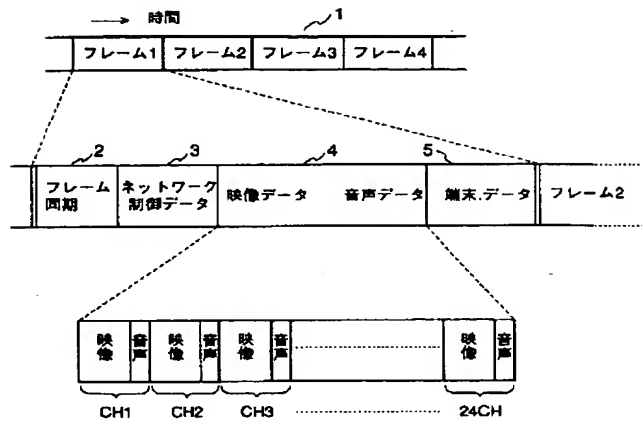 → 時間
1
フレーム1 フレーム2 フレーム3 フレーム4
2 3 4 5
フレーム同期 ネットワーク制御データ 映像データ 音声データ 端末.データ フレーム2
映像 音声 映像 音声 映像 音声 映像 音声
CH1 CH2 CH3 24CH